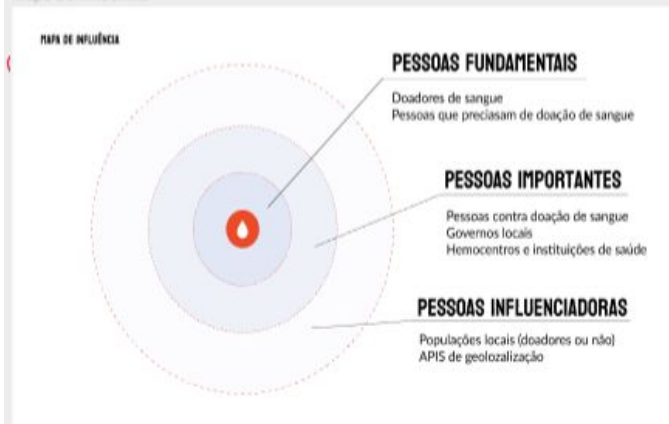 MAPA DE INFLUÊNCIA
PESSOAS FUNDAMENTAIS
Doadores de sangue
Pessoas que preciasam de doação de sangue
PESSOAS IMPORTANTES
Pessoas contra doação de sangue
Governos locais
Hemocentros e instituições de saúde
PESSOAS INFLUENCIADORAS
Populações locais (doadores ou não)
APIS de geolozalização